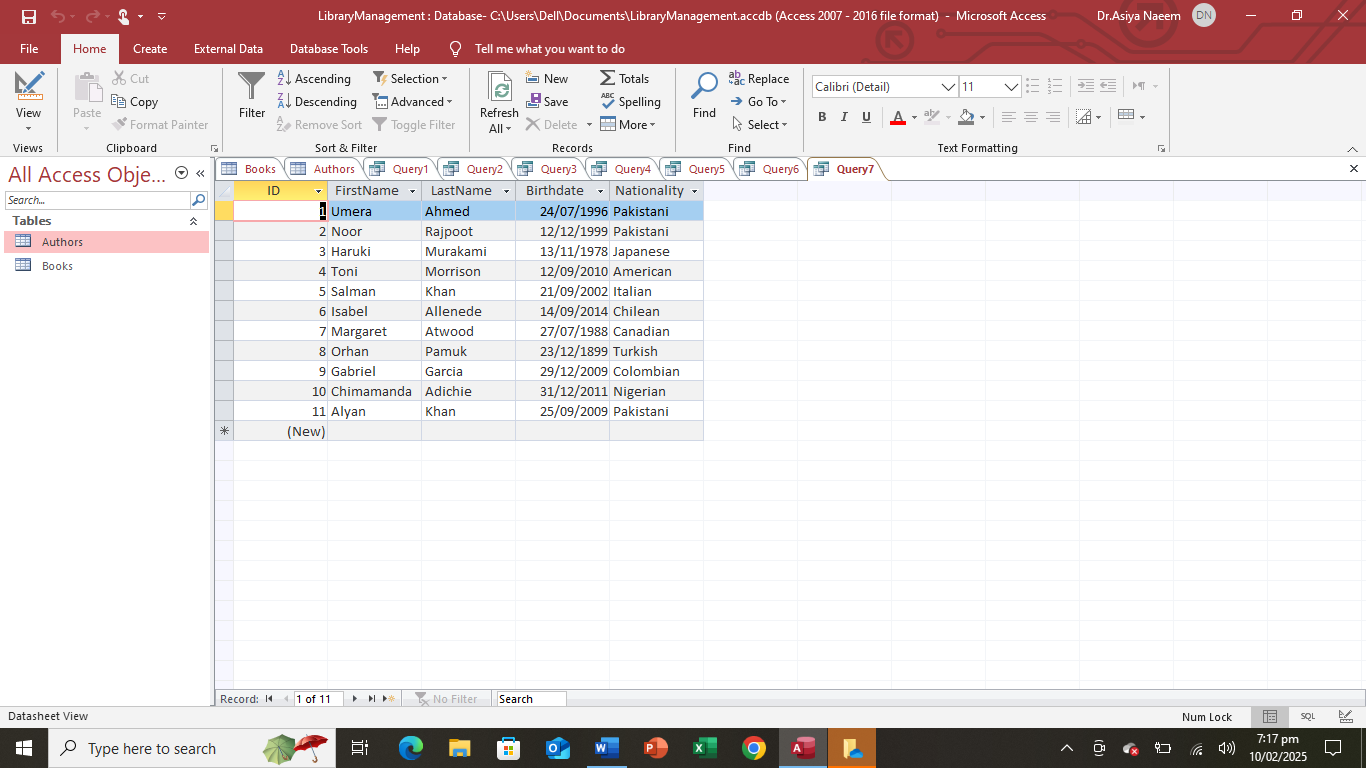 LibraryManagement : Database- C:\Users\Dell\Documents\LibraryManagement.accdb (Access 2007 - 2016 file format) - Microsoft Access Dr.Asiya Naeem DN
File Home Create External Data Database Tools Help Tell me what you want to do
View
Views
Paste
Cut
Copy
Format Painter
Clipboard
Filter
Ascending
Descending
Remove Sort
Selection
Advanced
Toggle Filter
Sort & Filter
Refresh
All
New
Save
Delete
Totals
Spelling
More
Records
Find
Replace
Go To
Select
Find
Calibri (Detail) 11
B I U A
Text Formatting
All Access Obje...
Search...
Tables
Authors
Books
Books Authors Query1 Query2 Query3 Query4 Query5 Query6 Query7
ID FirstName LastName Birthdate Nationality
1 Umera Ahmed 24/07/1996 Pakistani
2 Noor Rajpoot 12/12/1999 Pakistani
3 Haruki Murakami 13/11/1978 Japanese
4 Toni Morrison 12/09/2010 American
5 Salman Khan 21/09/2002 Italian
6 Isabel Allenede 14/09/2014 Chilean
7 Margaret Atwood 27/07/1988 Canadian
8 Orhan Pamuk 23/12/1899 Turkish
9 Gabriel Garcia 29/12/2009 Colombian
10 Chimamanda Adichie 31/12/2011 Nigerian
11 Alyan Khan 25/09/2009 Pakistani
(New)
Record: 1 of 11 No Filter Search
Datasheet View Num Lock SQL
Type here to search
7:17 pm
10/02/2025